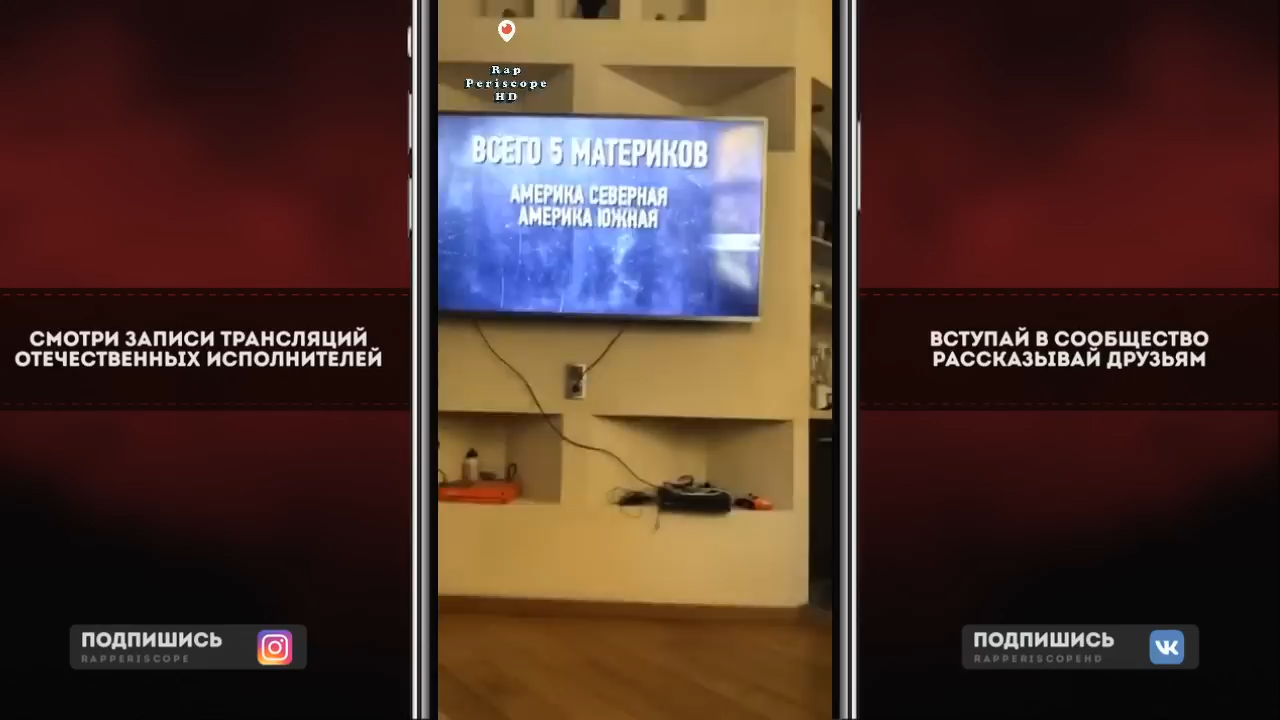 Rap
Periscope
HD
ВСЕГО 5 МАТЕРИКОВ
АМЕРИКА СЕВЕРНАЯ
АМЕРИКА ЮЖНАЯ
СМОТРИ ЗАПИСИ ТРАНСЛЯЦИЙ
ОТЕЧЕСТВЕННЫХ ИСПОЛНИТЕЛЕЙ
ВСТУПАЙ В СООБЩЕСТВО
РАССКАЗЫВАЙ ДРУЗЬЯМ
ПОДПИШИСЬ
RAPPERISCOPE
ПОДПИШИСЬ
RAPPERISCOPEHD